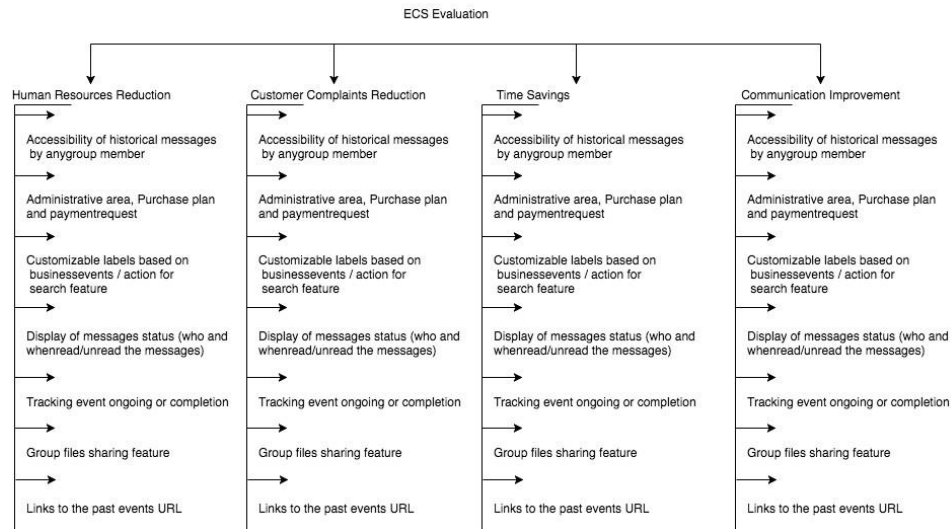 ECS Evaluation
Human Resources Reduction
Accessibility of historical messages
by anygroup member
Administrative area, Purchase plan
and paymentrequest
Customizable labels based on
businessevents / action for
search feature
Display of messages status (who and
whenread/unread the messages)
Tracking event ongoing or completion
Group files sharing feature
Links to the past events URL
Customer Complaints Reduction
Accessibility of historical messages
by anygroup member
Administrative area, Purchase plan
and paymentrequest
Customizable labels based on
businessevents / action for
search feature
Display of messages status (who and
whenread/unread the messages)
Tracking event ongoing or completion
Group files sharing feature
Links to the past events URL
Time Savings
Accessibility of historical messages
by anygroup member
Administrative area, Purchase plan
and paymentrequest
Customizable labels based on
businessevents / action for
search feature
Display of messages status (who and
whenread/unread the messages)
Tracking event ongoing or completion
Group files sharing feature
Links to the past events URL
Communication Improvement
Accessibility of historical messages
by anygroup member
Administrative area, Purchase plan
and paymentrequest
Customizable labels based on
businessevents / action for
search feature
Display of messages status (who and
whenread/unread the messages)
Tracking event ongoing or completion
Group files sharing feature
Links to the past events URL